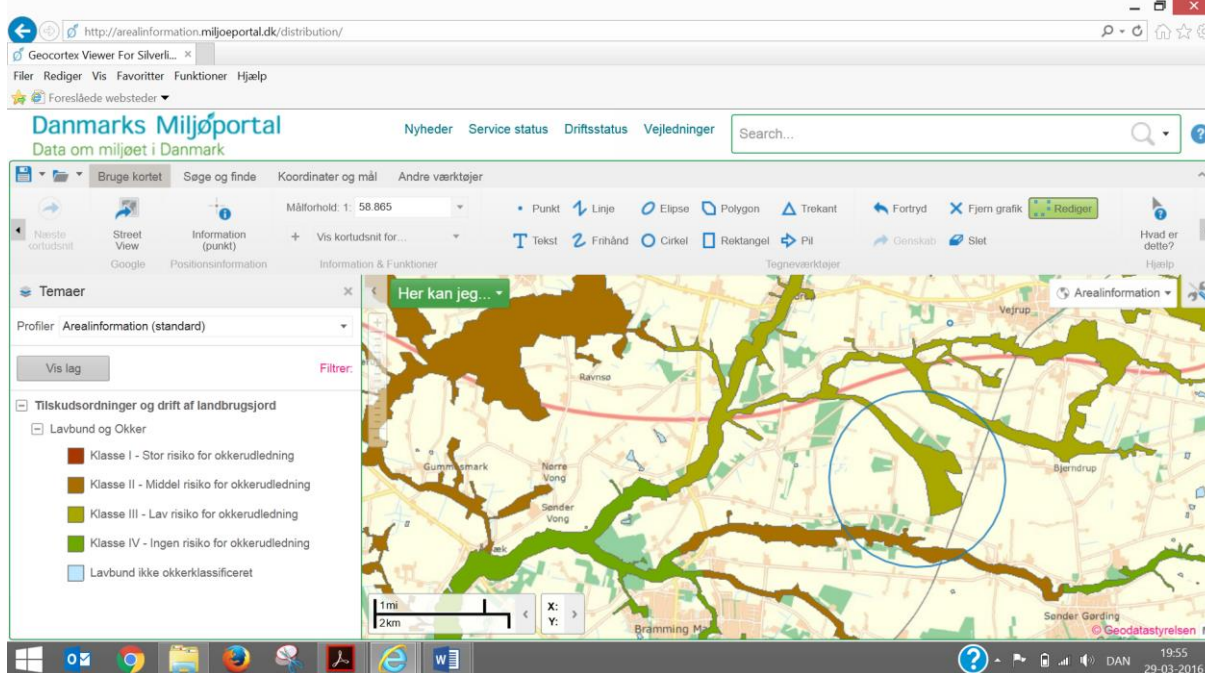 http://arealinformation.miljoeportal.dk/distribution/
Geocortex Viewer For Silverli...
Filer Rediger Vis Favoritter Funktioner Hjælp
Foreslåede websteder
Danmarks Miljøportal
Data om miljøet i Danmark
Nyheder Service status Driftsstatus Vejledninger
Search...
Bruge kortet Søge og finde Koordinater og mål Andre værktøjer
Næste kortudsnit
Street View
Google
Information (punkt)
Positionsinformation
Målforhold: 1: 58.865
+ Vis kortudsnit for...
Information & Funktioner
Punkt Linje Elipse Polygon Trekant
Tekst Frihånd Cirkel Rektangel Pil
Tegneværktøjer
Fortryd Fjern grafik Rediger
Genskab Slet
Hvad er dette?
Hjælp
Temaer
Profiler Arealinformation (standard)
Vis lag
Filtrer:
Tilskudsordninger og drift af landbrugsjord
Lavbund og Okker
Klasse I - Stor risiko for okkerudledning
Klasse II - Middel risiko for okkerudledning
Klasse III - Lav risiko for okkerudledning
Klasse IV - Ingen risiko for okkerudledning
Lavbund ikke okkerklassificeret
Her kan jeg...
Arealinformation
Vejrup
Ravnsø
Nørre Vong
Sønder Vong
Bjerndrup
Sønder Gørding
Bramming
1mi
2km
X:
Y:
© Geodatastyrelsen
DAN
19:55
29-03-2016